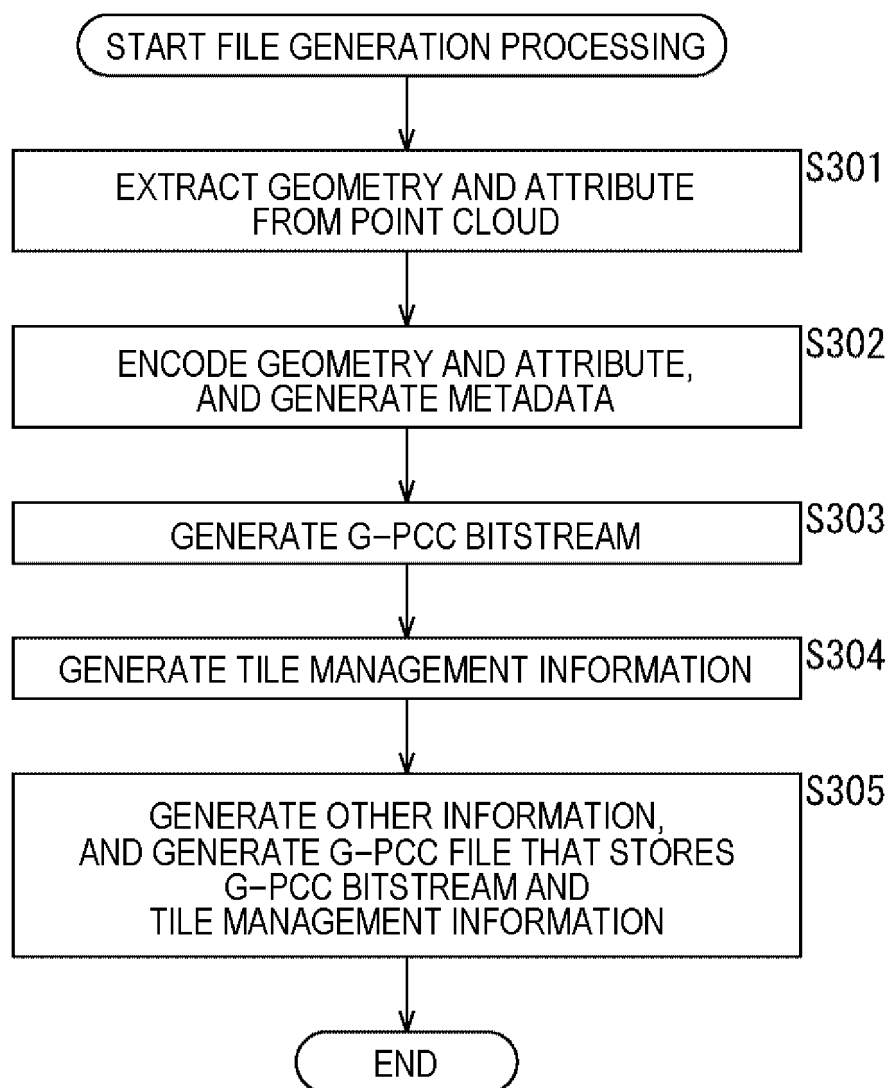 START FILE GENERATION PROCESSING
S301
EXTRACT GEOMETRY AND ATTRIBUTE
FROM POINT CLOUD
S302
ENCODE GEOMETRY AND ATTRIBUTE,
AND GENERATE METADATA
S303
GENERATE G-PCC BITSTREAM
S304
GENERATE TILE MANAGEMENT INFORMATION
S305
GENERATE OTHER INFORMATION,
AND GENERATE G-PCC FILE THAT STORES
G-PCC BITSTREAM AND
TILE MANAGEMENT INFORMATION
END